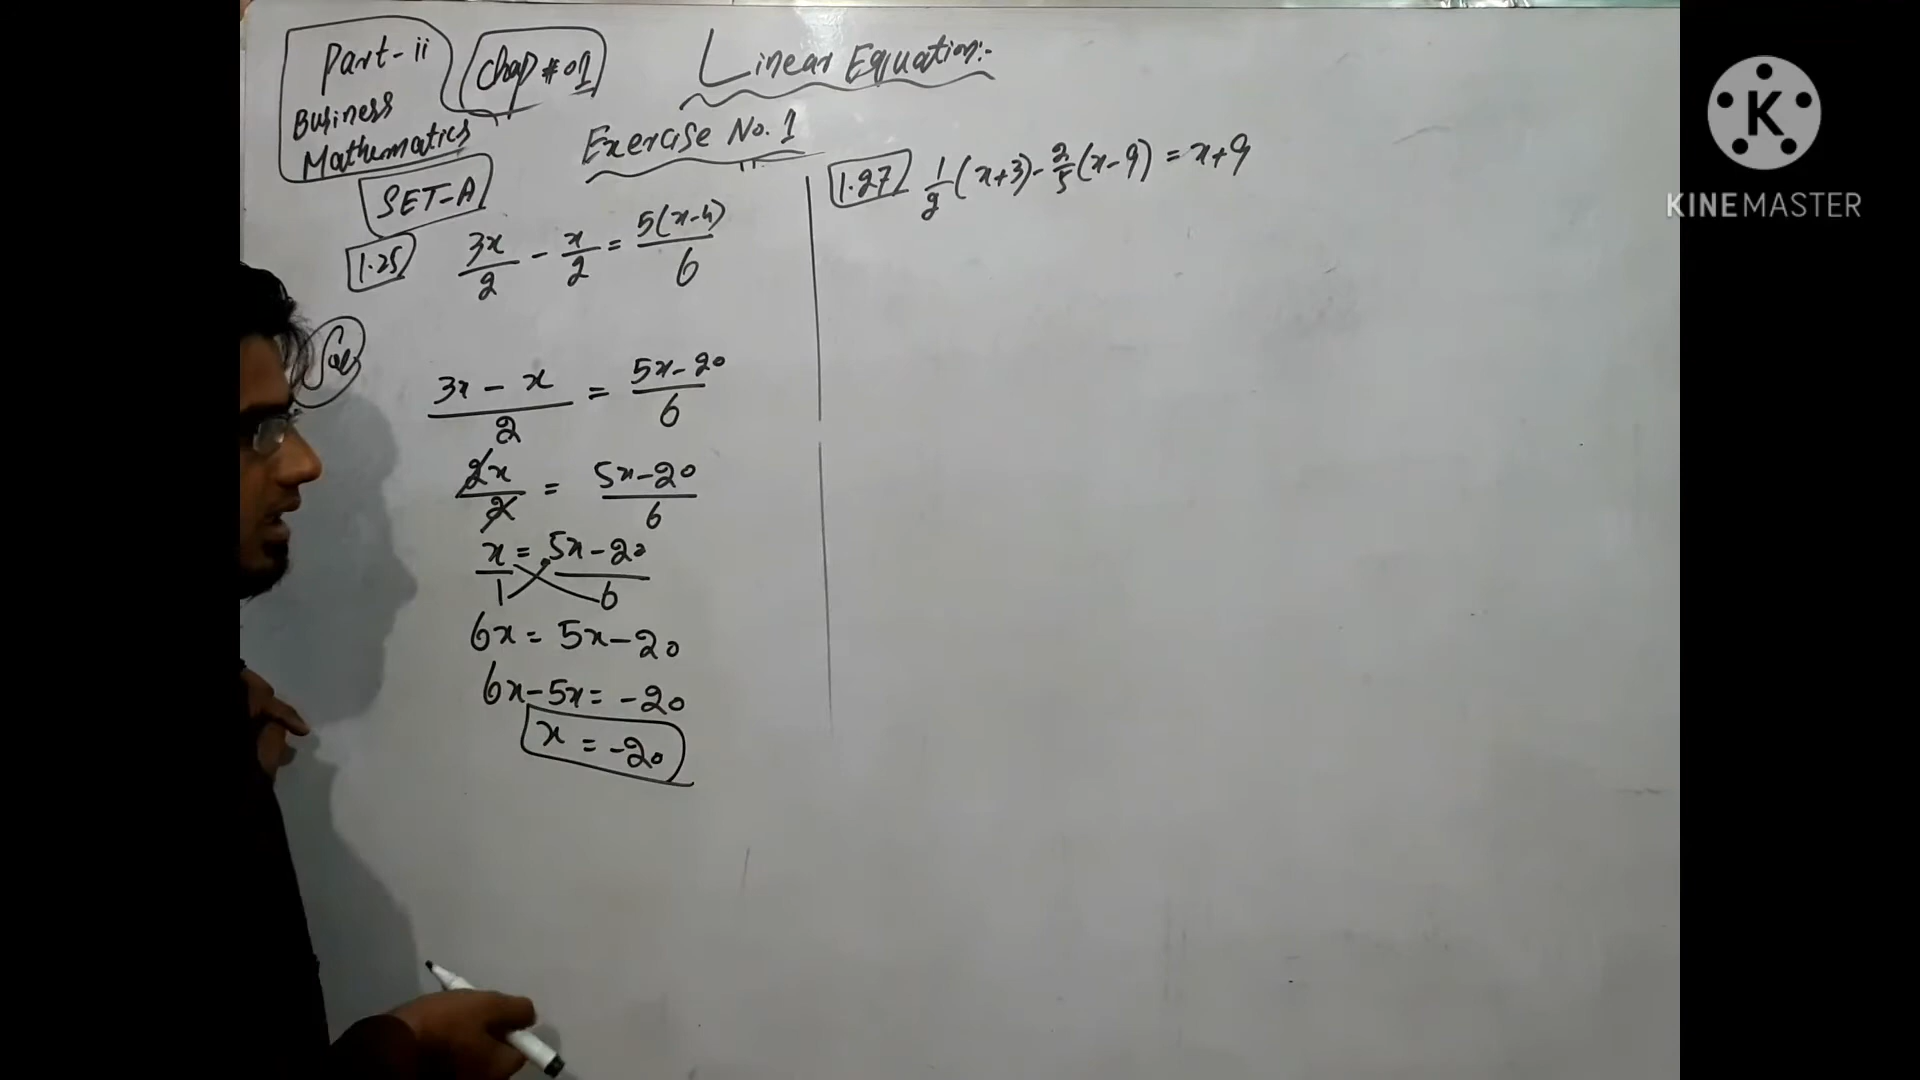 Part-ii
Business
Mathematics
Chap #01
Linear Equation:-
Exercise No. 1
SET-A
1.25 3x/2 - x/2 = 5(x-4)/6
Sol
3x - x/2 = 5x-20/6
2x/2 = 5x-20/6
x/1 = 5x-20/6
6x = 5x-20
6x-5x = -20
x = -20
1.27 1/2(x+3)-2/5(x-9) = x+9
K
KINEMASTER